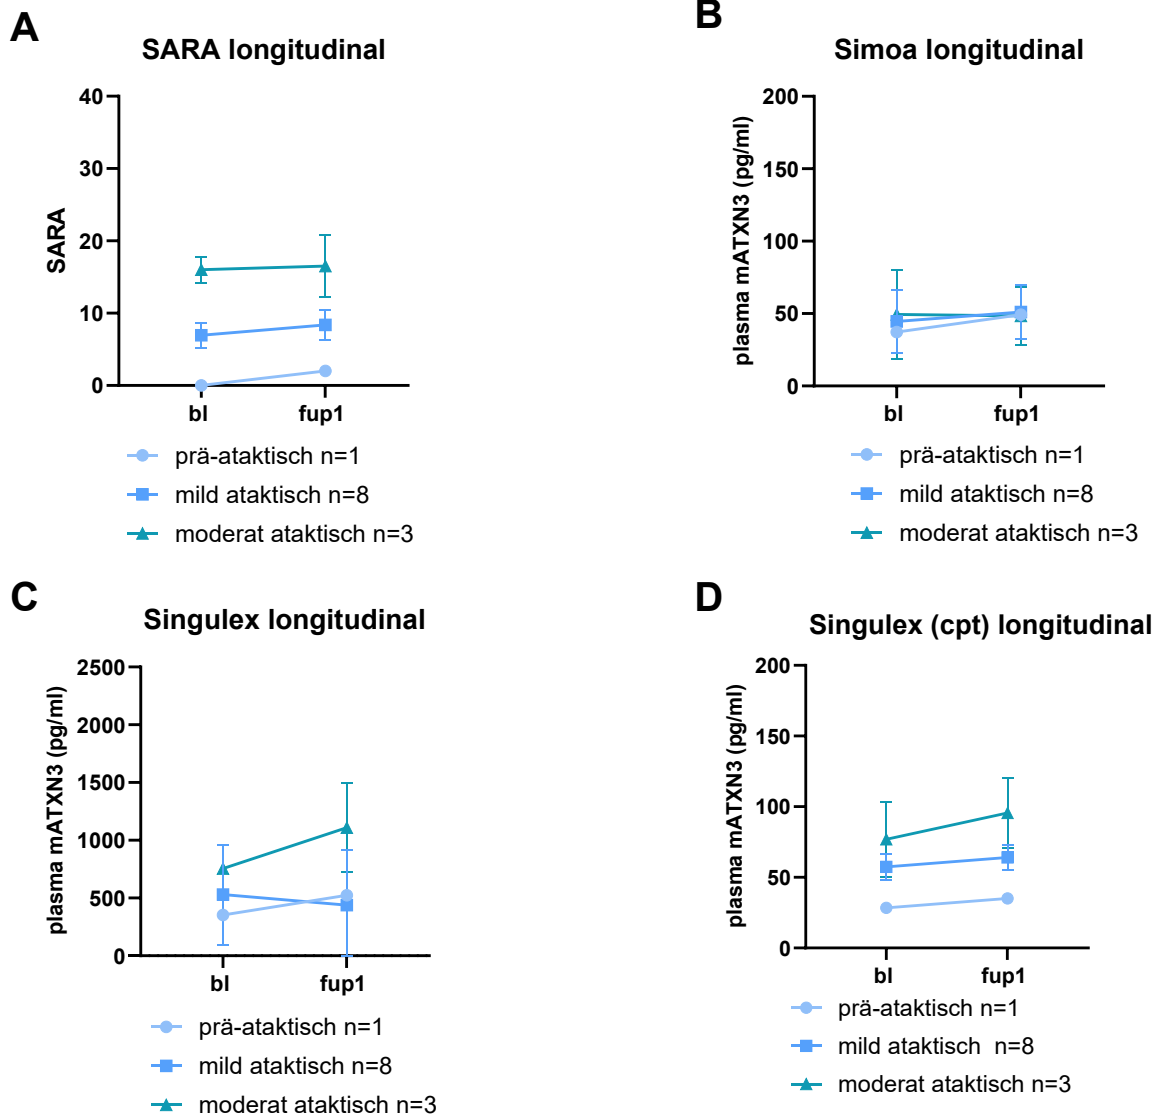 A
SARA longitudinal
SARA
40
30
20
10
0
bl
fup1
prä-ataktisch n=1
mild ataktisch n=8
moderat ataktisch n=3
B
Simoa longitudinal
plasma mATXN3 (pg/ml)
200
150
100
50
0
bl
fup1
prä-ataktisch n=1
mild ataktisch n=8
moderat ataktisch n=3
C
Singulex longitudinal
plasma mATXN3 (pg/ml)
2500
2000
1500
1000
500
0
bl
fup1
prä-ataktisch n=1
mild ataktisch n=8
moderat ataktisch n=3
D
Singulex (cpt) longitudinal
plasma mATXN3 (pg/ml)
200
150
100
50
0
bl
fup1
prä-ataktisch n=1
mild ataktisch  n=8
moderat ataktisch n=3